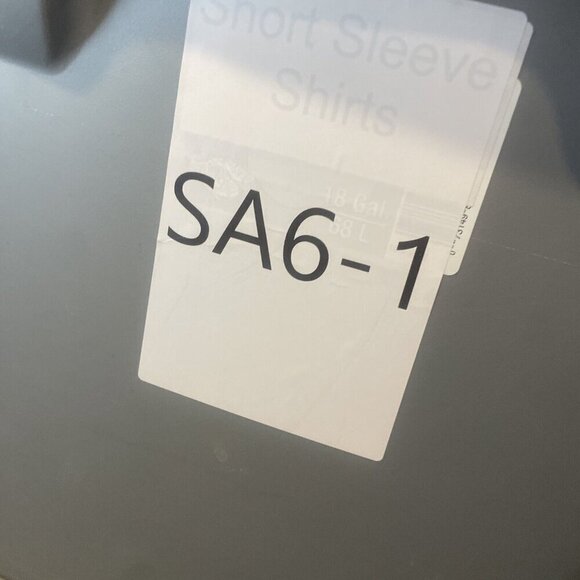 Short Sleeve
Shirts
L
18 Gal
68 L
SA6-1